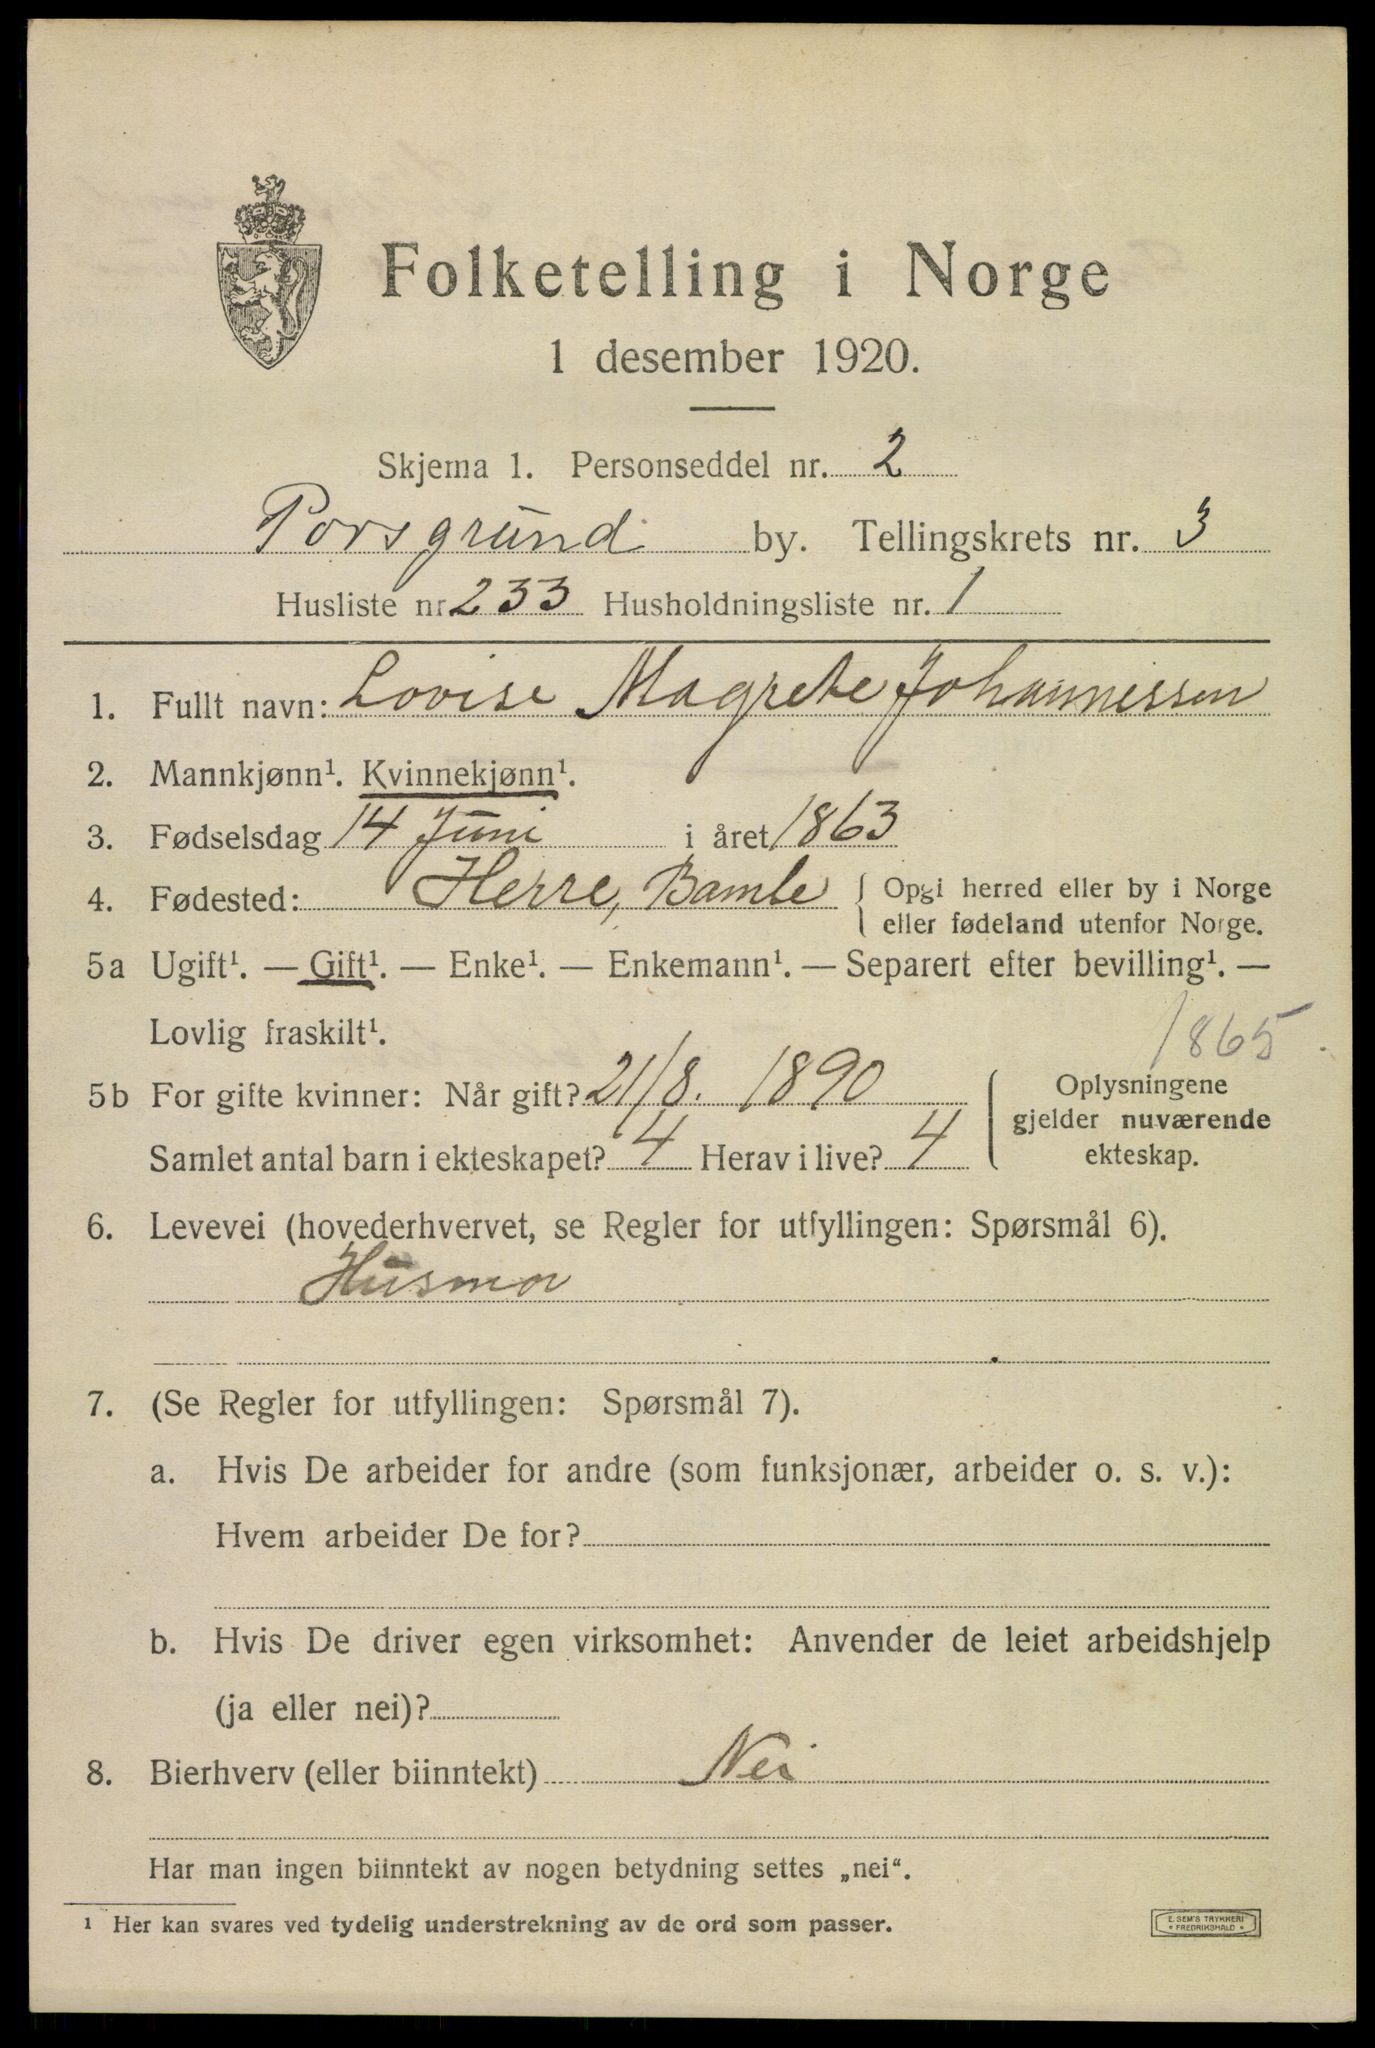 Folketelling i Norge
1 desember 1920.
Skjema 1. Personseddel nr. 2
Porsgrund by. Tellingskrets nr. 3
Husliste nr. 233 Husholdningsliste nr. 1
1. Fullt navn: Lovise Magrete Johannessen
2. Mannkjønn¹. Kvinnekjønn¹.
3. Fødselsdag 14 Juni i året 1863
4. Fødested: Herre, Bamle { Opgi herred eller by i Norge
eller fødeland utenfor Norge.
5a Ugift¹. — Gift¹. — Enke¹. — Enkemann¹. — Separert efter bevilling¹. —
Lovlig fraskilt¹.
1865
5b For gifte kvinner: Når gift? 21/8. 1890
Samlet antal barn i ekteskapet? 4 Herav i live? 4
Oplysningene
gjelder nuværende
ekteskap.
6. Levevei (hovederhvervet, se Regler for utfyllingen: Spørsmål 6).
Husmor
7. (Se Regler for utfyllingen: Spørsmål 7).
a. Hvis De arbeider for andre (som funksjonær, arbeider o. s. v.):
Hvem arbeider De for?
b. Hvis De driver egen virksomhet: Anvender de leiet arbeidshjelp
(ja eller nei)?
8. Bierhverv (eller biinntekt) Nei
Har man ingen biinntekt av nogen betydning settes „nei“.
¹ Her kan svares ved tydelig understrekning av de ord som passer.
E. SEM'S TRYKKERI
• FREDRIKSHALD •